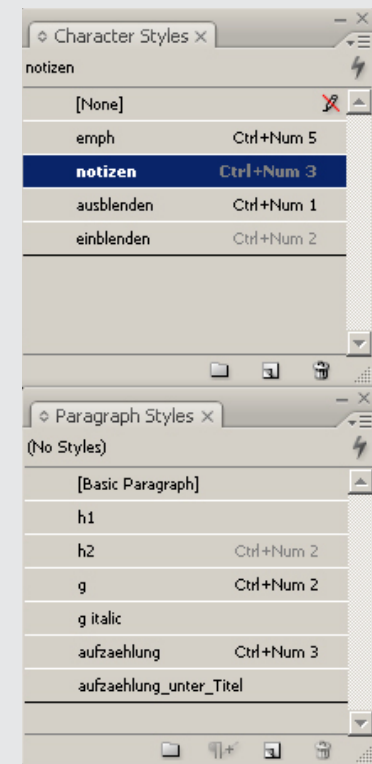 Character Styles
notizen
[None]
emph Ctrl+Num 5
notizen Ctrl+Num 3
ausblenden Ctrl+Num 1
einblenden Ctrl+Num 2
Paragraph Styles
(No Styles)
[Basic Paragraph]
h1
h2 Ctrl+Num 2
g Ctrl+Num 2
g italic
aufzaehlung Ctrl+Num 3
aufzaehlung_unter_Titel